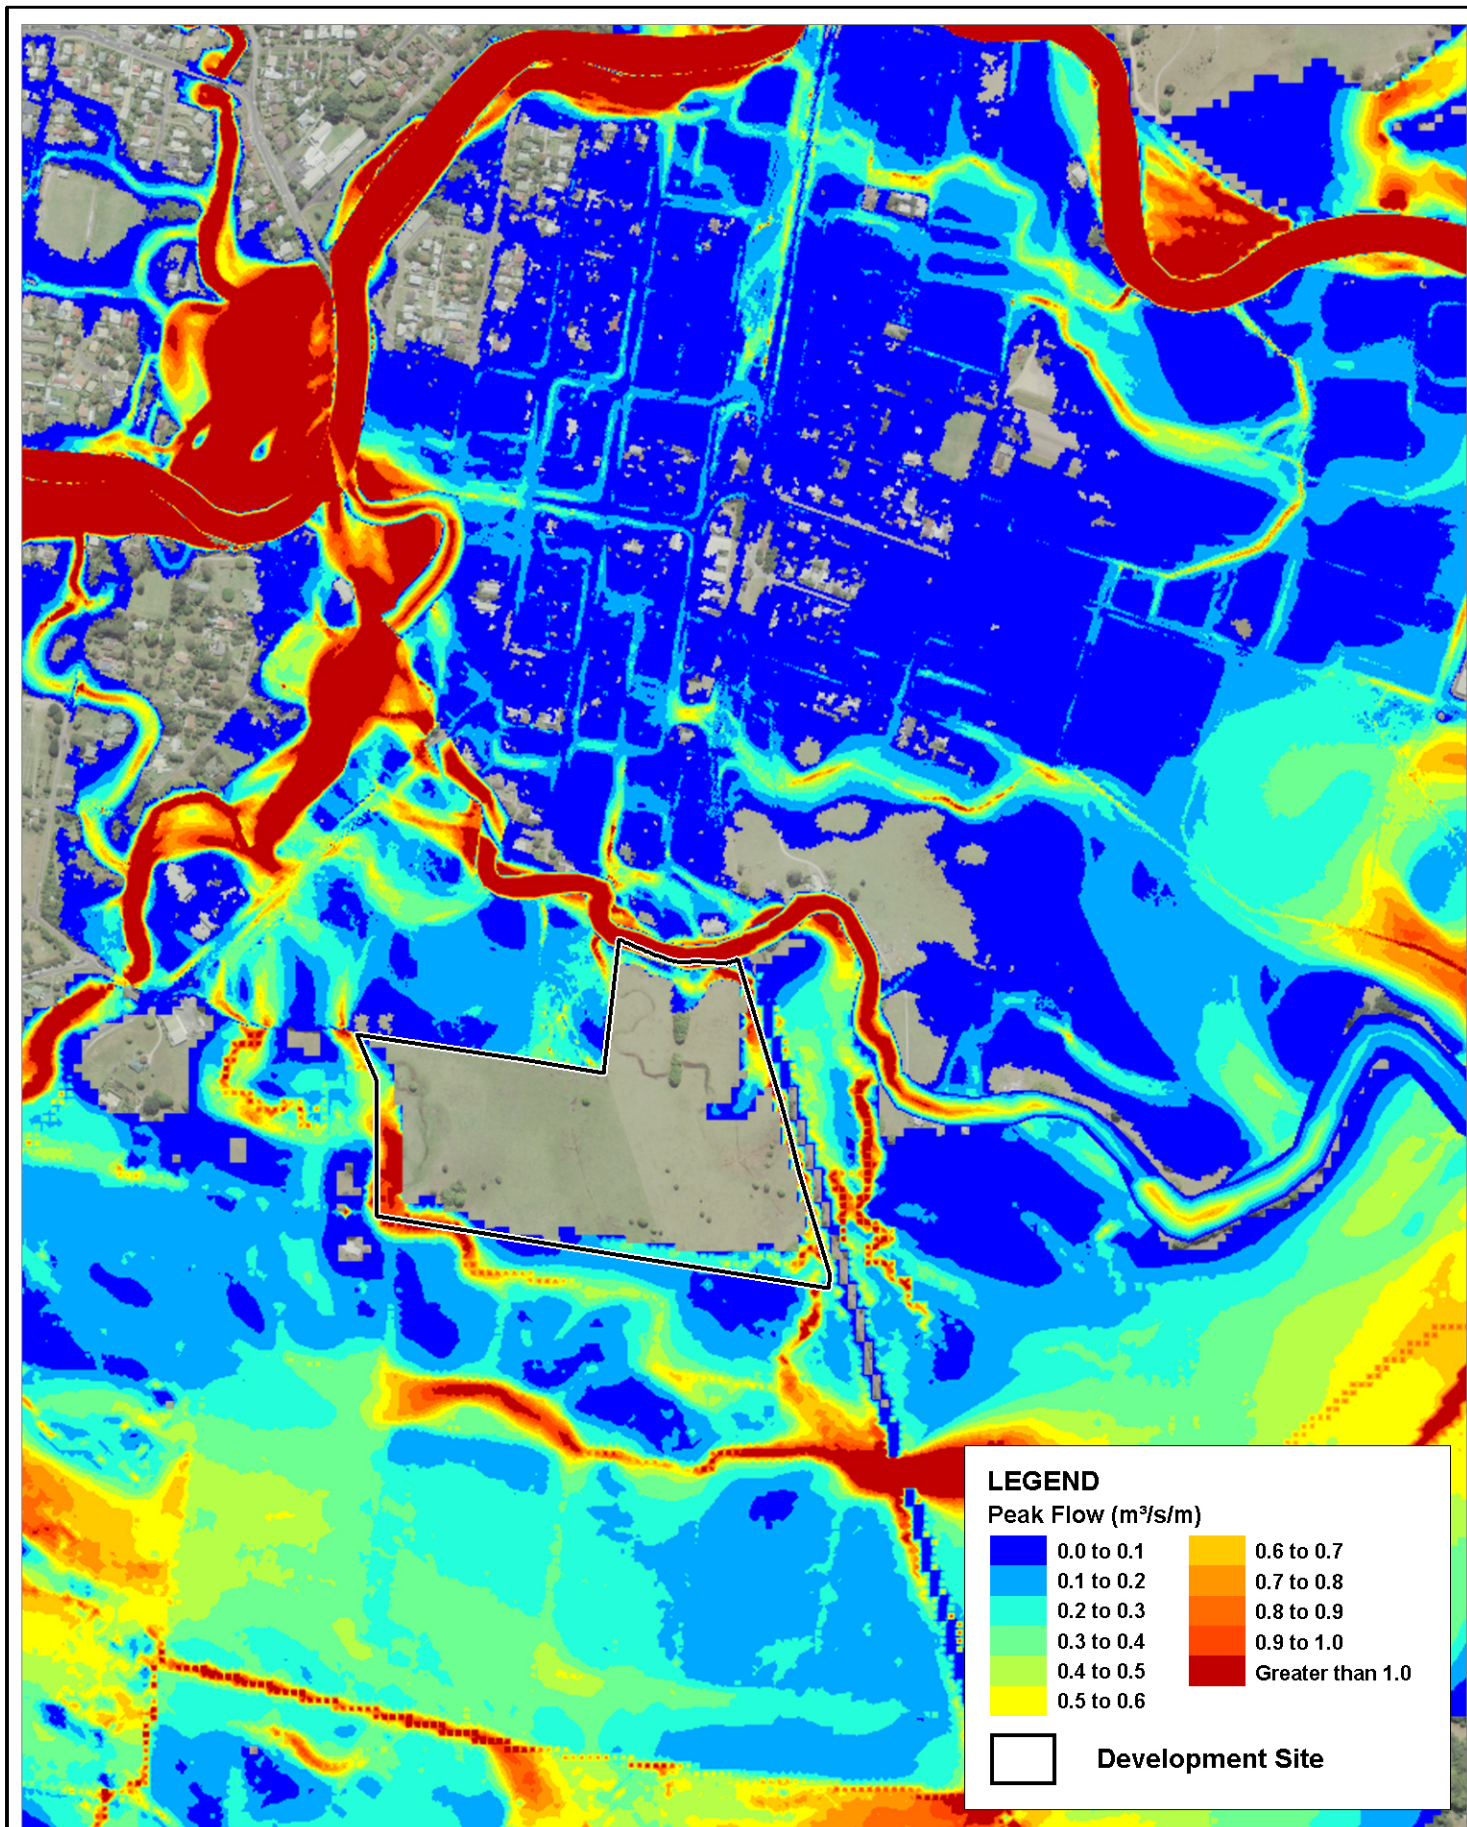 LEGEND
Peak Flow (m³/s/m)
0.0 to 0.1
0.1 to 0.2
0.2 to 0.3
0.3 to 0.4
0.4 to 0.5
0.5 to 0.6
0.6 to 0.7
0.7 to 0.8
0.8 to 0.9
0.9 to 1.0
Greater than 1.0
Development Site